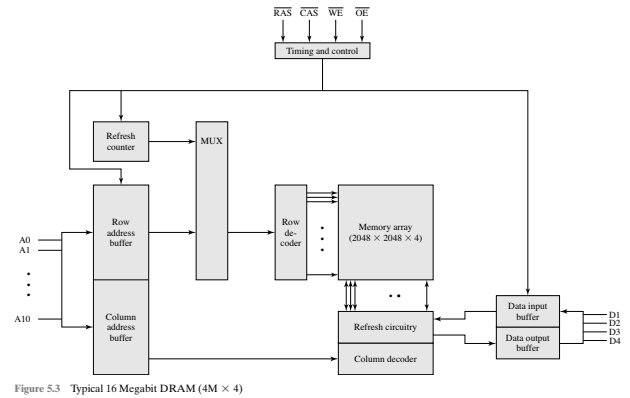 RAS CAS WE OE
Timing and control
Refresh
counter
MUX
Row
address
buffer
Row
de-
coder
Memory array
(2048 × 2048 × 4)
A0
A1
A10
Column
address
buffer
Refresh circuitry
Column decoder
Data input
buffer
Data output
buffer
D1
D2
D3
D4
Figure 5.3 Typical 16 Megabit DRAM (4M × 4)